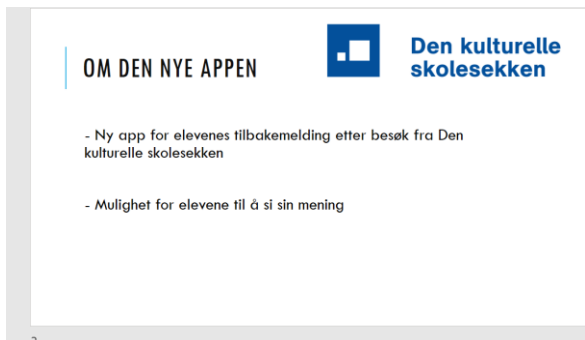 OM DEN NYE APPEN
Den kulturelle
skolesekken
- Ny app for elevenes tilbakemelding etter besøk fra Den
kulturelle skolesekken
- Mulighet for elevene til å si sin mening